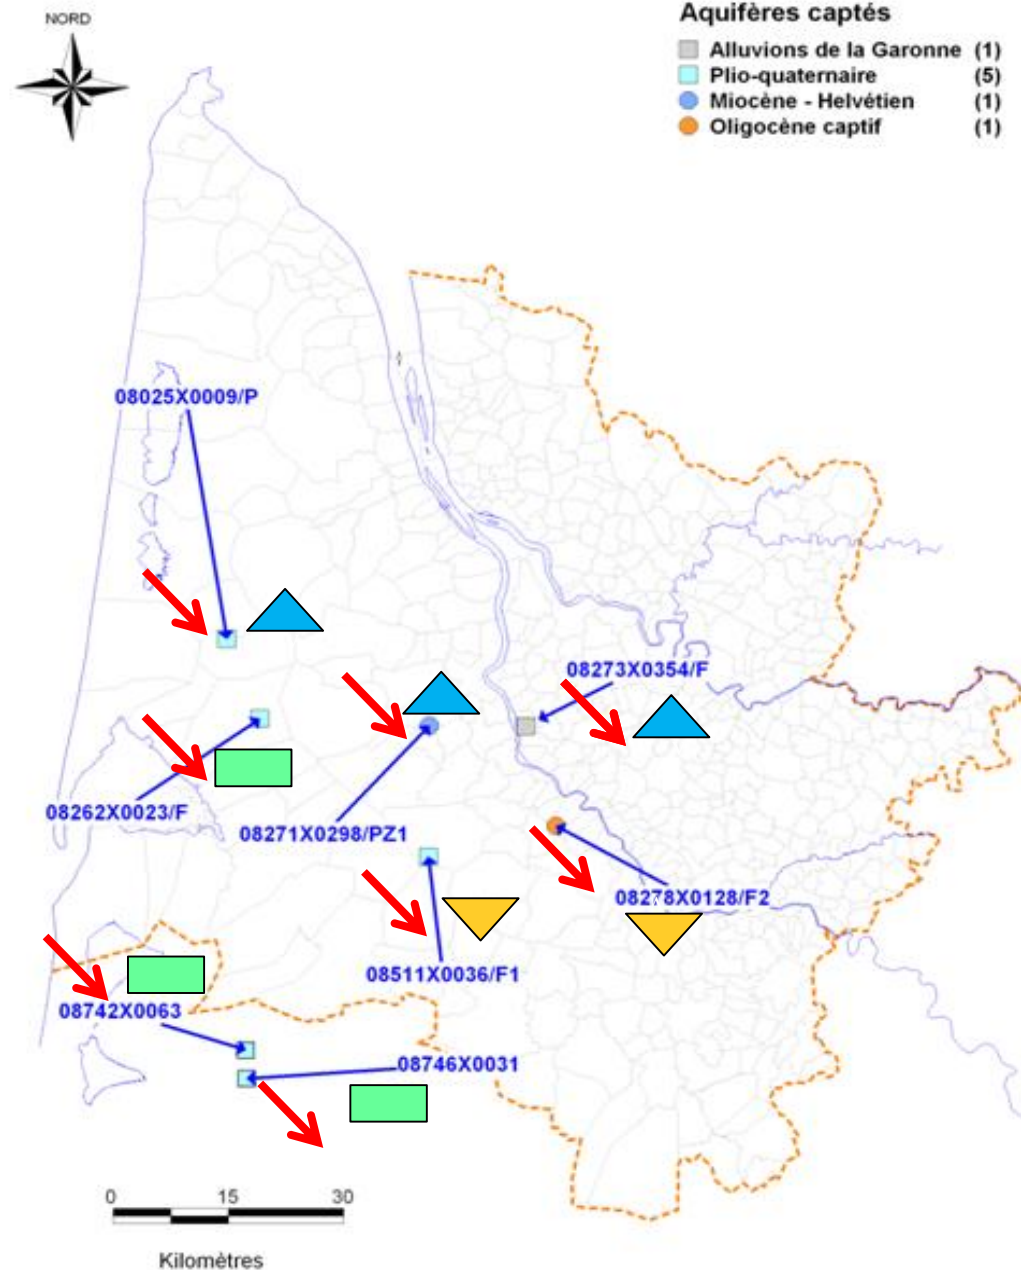 NORD
Aquifères captés
Alluvions de la Garonne (1)
Plio-quaternaire (5)
Miocène - Helvétien (1)
Oligocène captif (1)
08025X0009/P
08273X0354/F
08262X0023/F
08271X0298/PZ1
08278X0128/F2
08511X0036/F1
08742X0063
08746X0031
0 15 30
Kilomètres